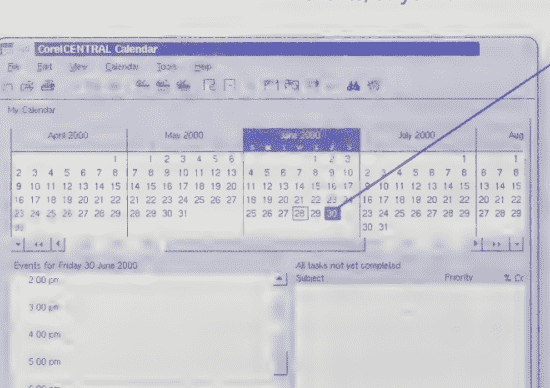 CorelCENTRAL Calendar
File Edit View Calendar Tools Help
My Calendar
April 2000 May 2000 June 2000 July 2000 Aug
S M T W T F S
1 1 2 3 4 5 6 1 2 3 1 1
2 3 4 5 6 7 8 7 8 9 10 11 12 13 4 5 6 7 8 9 10 2 3 4 5 6 7 8 6 7 8
9 10 11 12 13 14 15 14 15 16 17 18 19 20 11 12 13 14 15 16 17 9 10 11 12 13 14 15 13 14 15
16 17 18 19 20 21 22 21 22 23 24 25 26 27 18 19 20 21 22 23 24 16 17 18 19 20 21 22 20 21 22
23 24 25 26 27 28 29 28 29 30 31 25 26 27 28 29 30 23 24 25 26 27 28 29 27 28 29
30 30 31
Events for Friday 30 June 2000 All tasks not yet completed
2:00 pm Subject Priority %
3:00 pm
4:00 pm
5:00 pm
6:00 pm